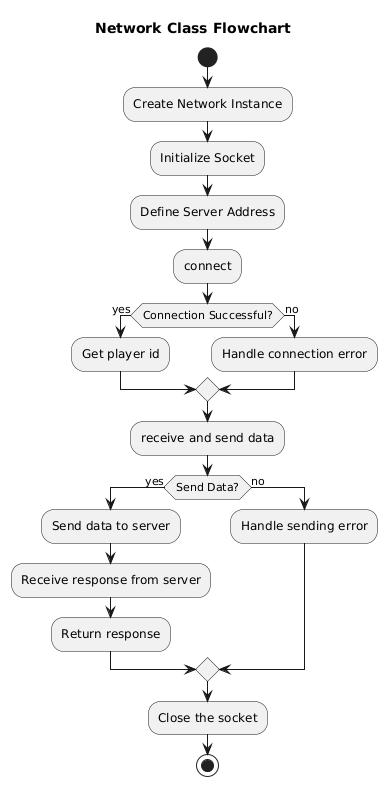 Network Class Flowchart
Create Network Instance
Initialize Socket
Define Server Address
connect
yes
Connection Successful?
no
Get player id
Handle connection error
receive and send data
yes
Send Data?
no
Send data to server
Handle sending error
Receive response from server
Return response
Close the socket